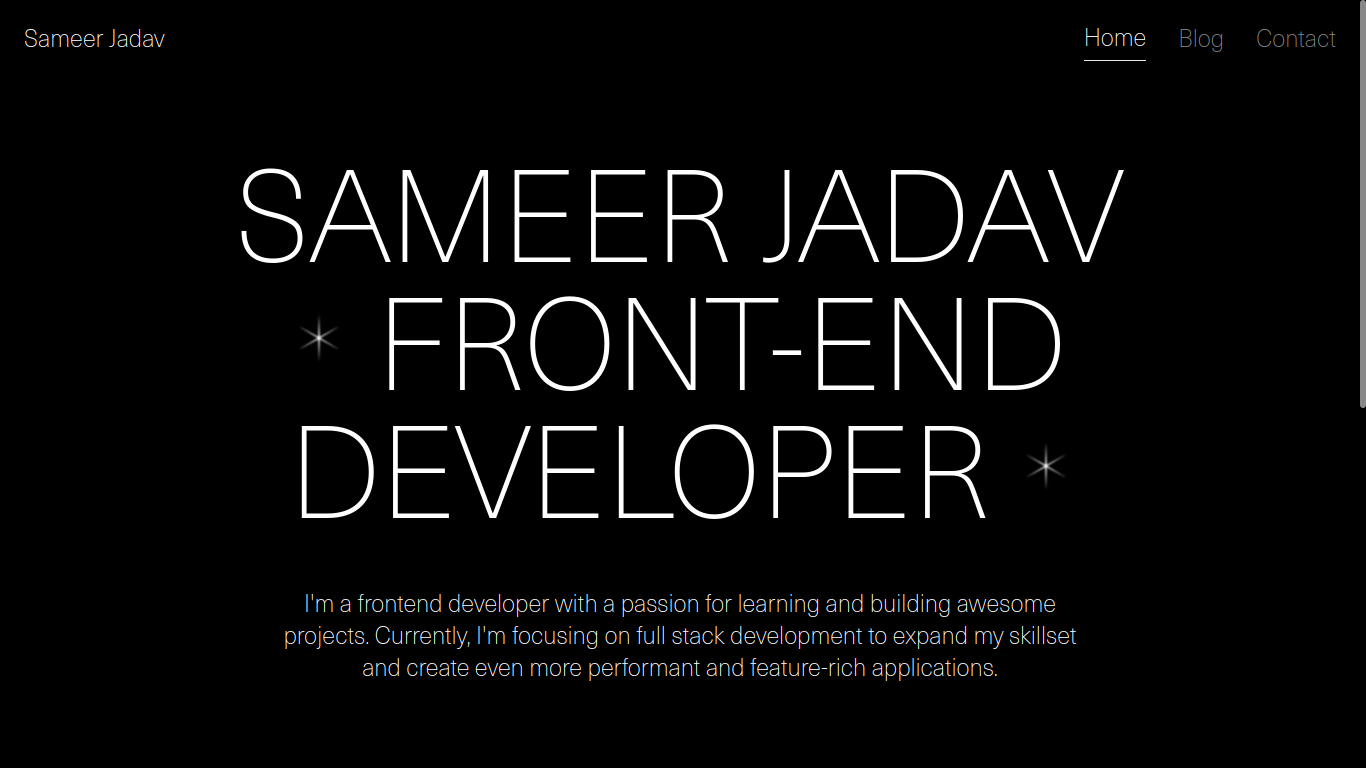 Sameer Jadav
Home Blog Contact
SAMEER JADAV
FRONT-END
DEVELOPER
I'm a frontend developer with a passion for learning and building awesome
projects. Currently, I'm focusing on full stack development to expand my skillset
and create even more performant and feature-rich applications.